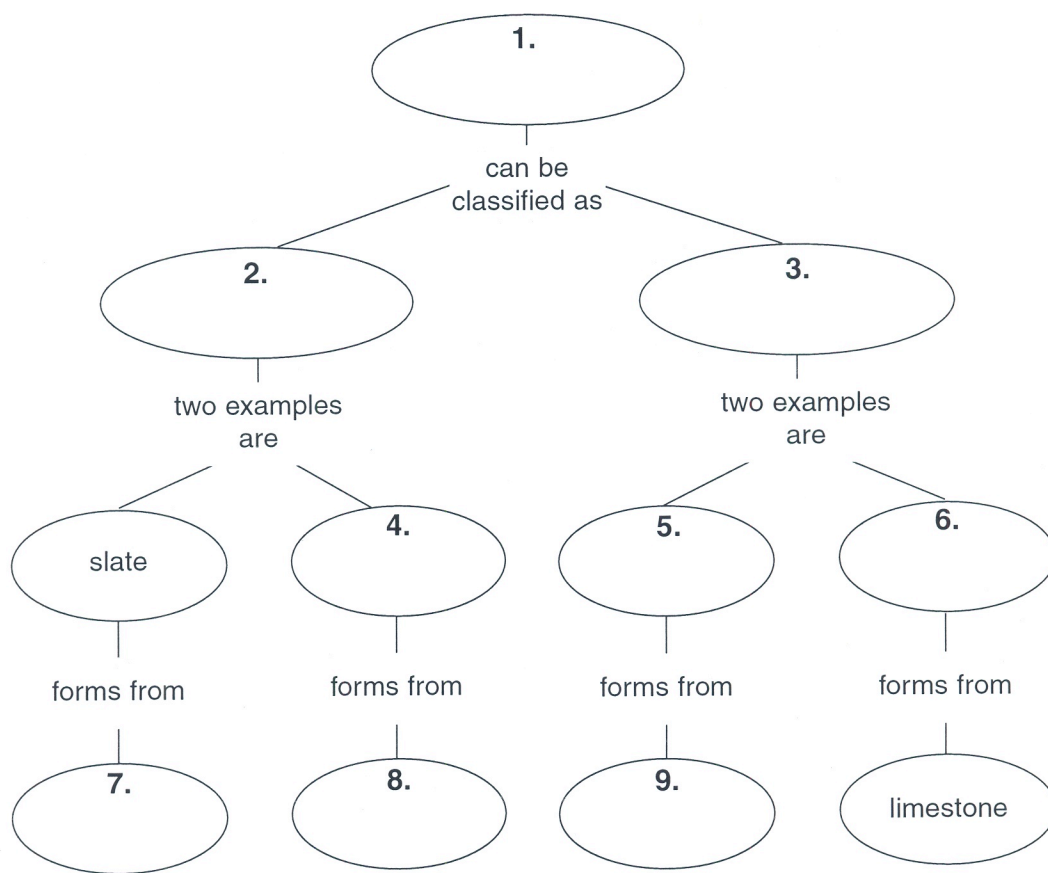 1.
can be
classified as
2.
3.
two examples
are
two examples
are
slate
4.
5.
6.
forms from
forms from
forms from
forms from
7.
8.
9.
limestone